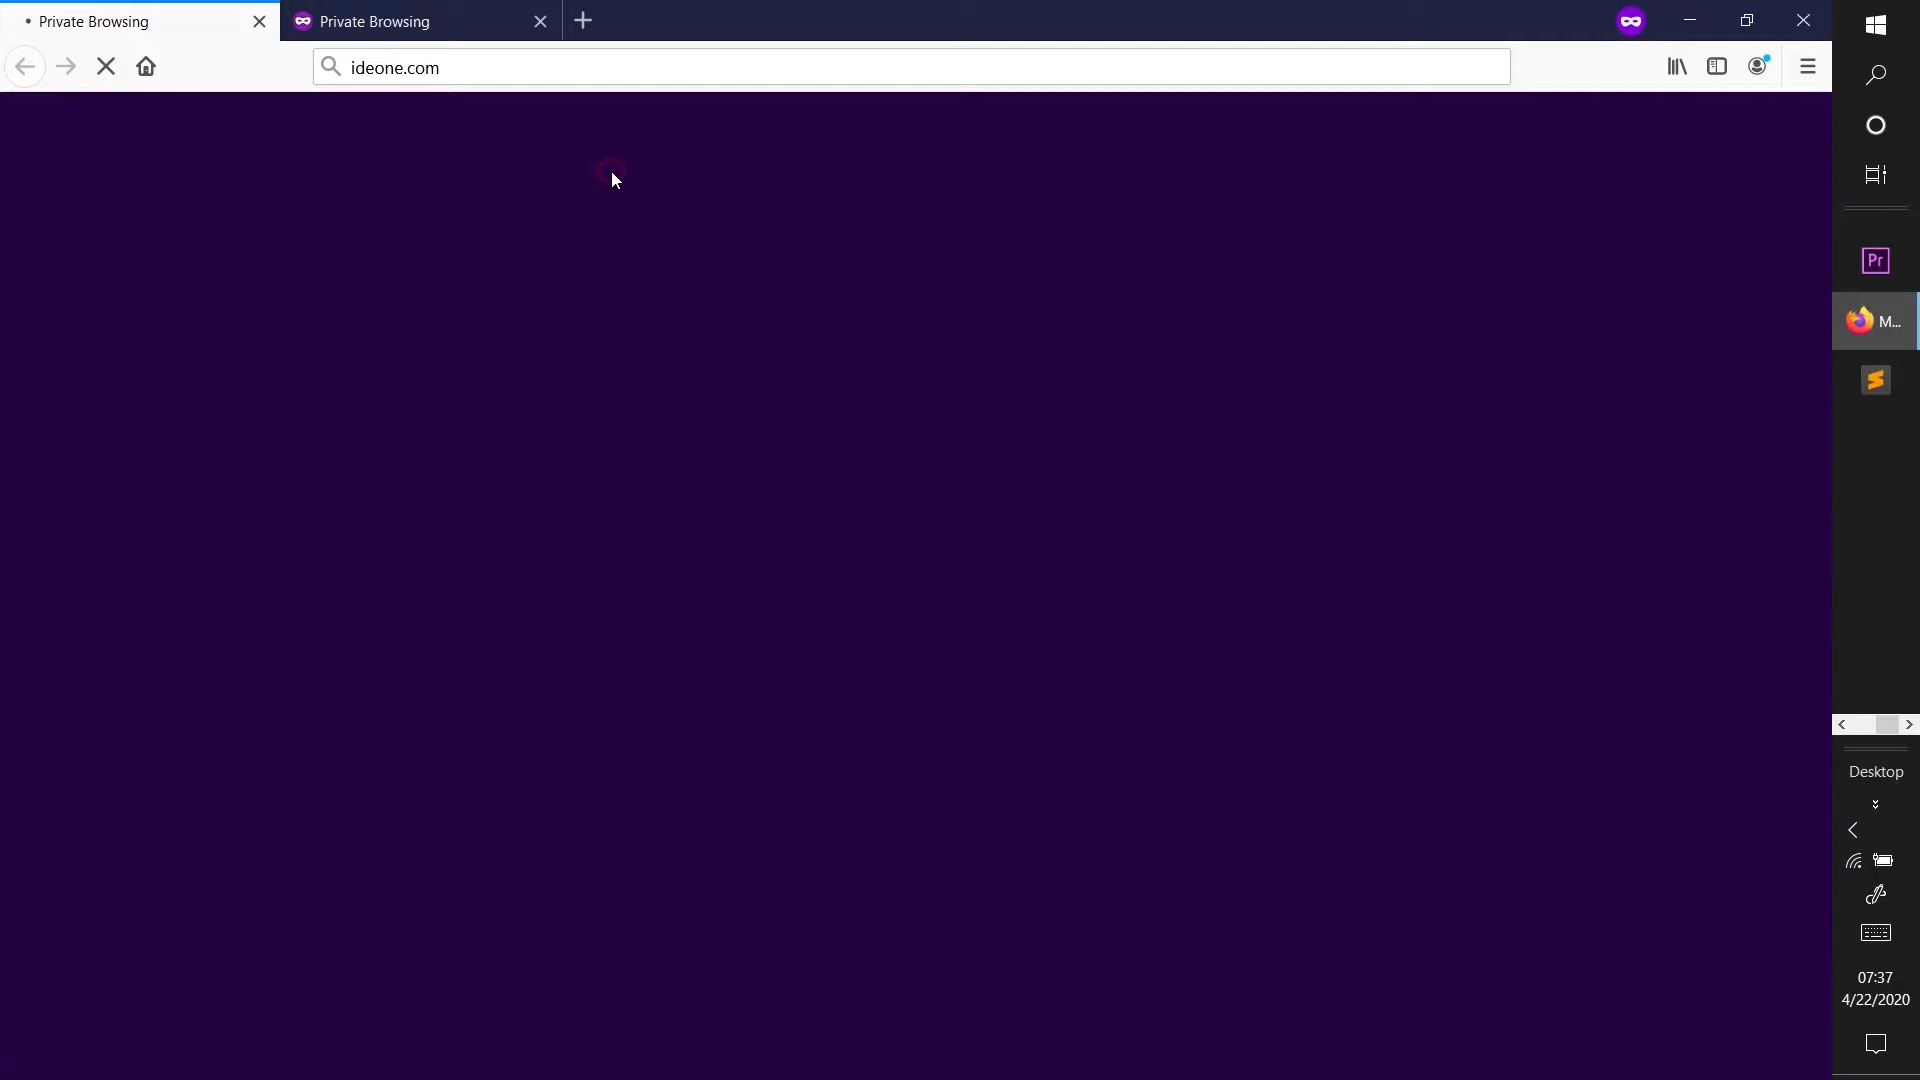 Private Browsing
Private Browsing
ideone.com
Pr
M...
Desktop
07:37
4/22/2020